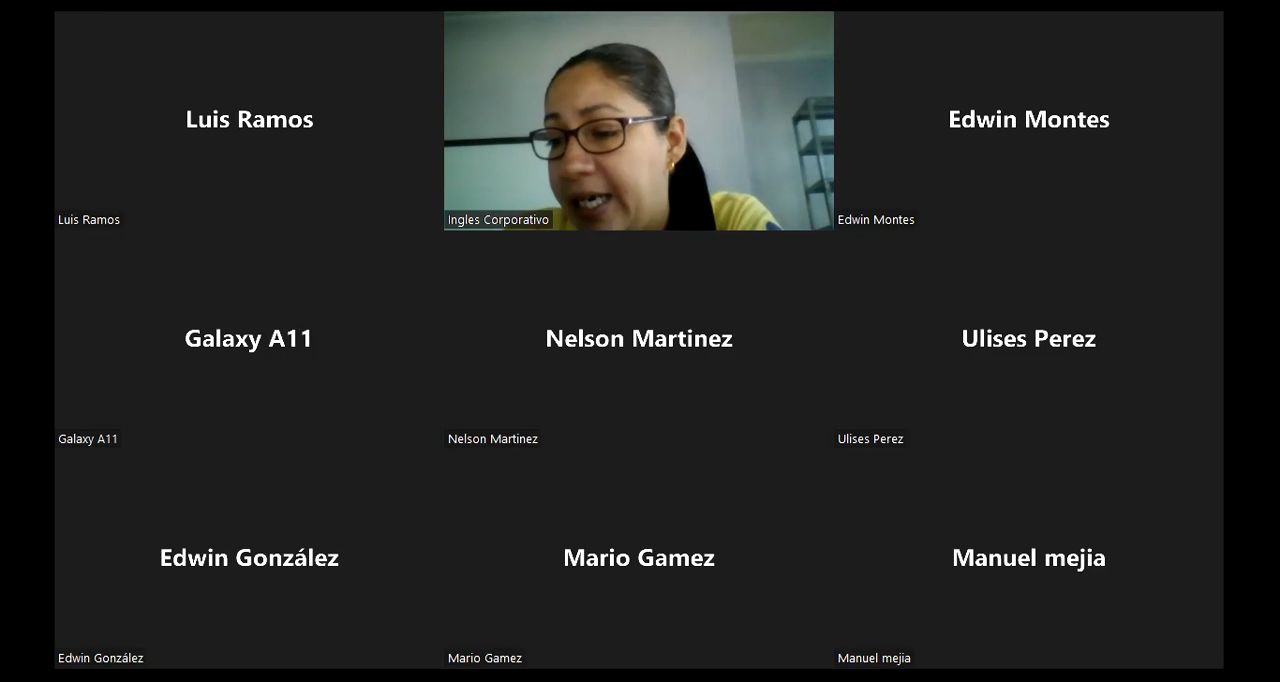 Luis Ramos
Edwin Montes
Luis Ramos
Ingles Corporativo
Edwin Montes
Galaxy A11
Nelson Martinez
Ulises Perez
Galaxy A11
Nelson Martinez
Ulises Perez
Edwin González
Mario Gamez
Manuel mejia
Edwin González
Mario Gamez
Manuel mejia